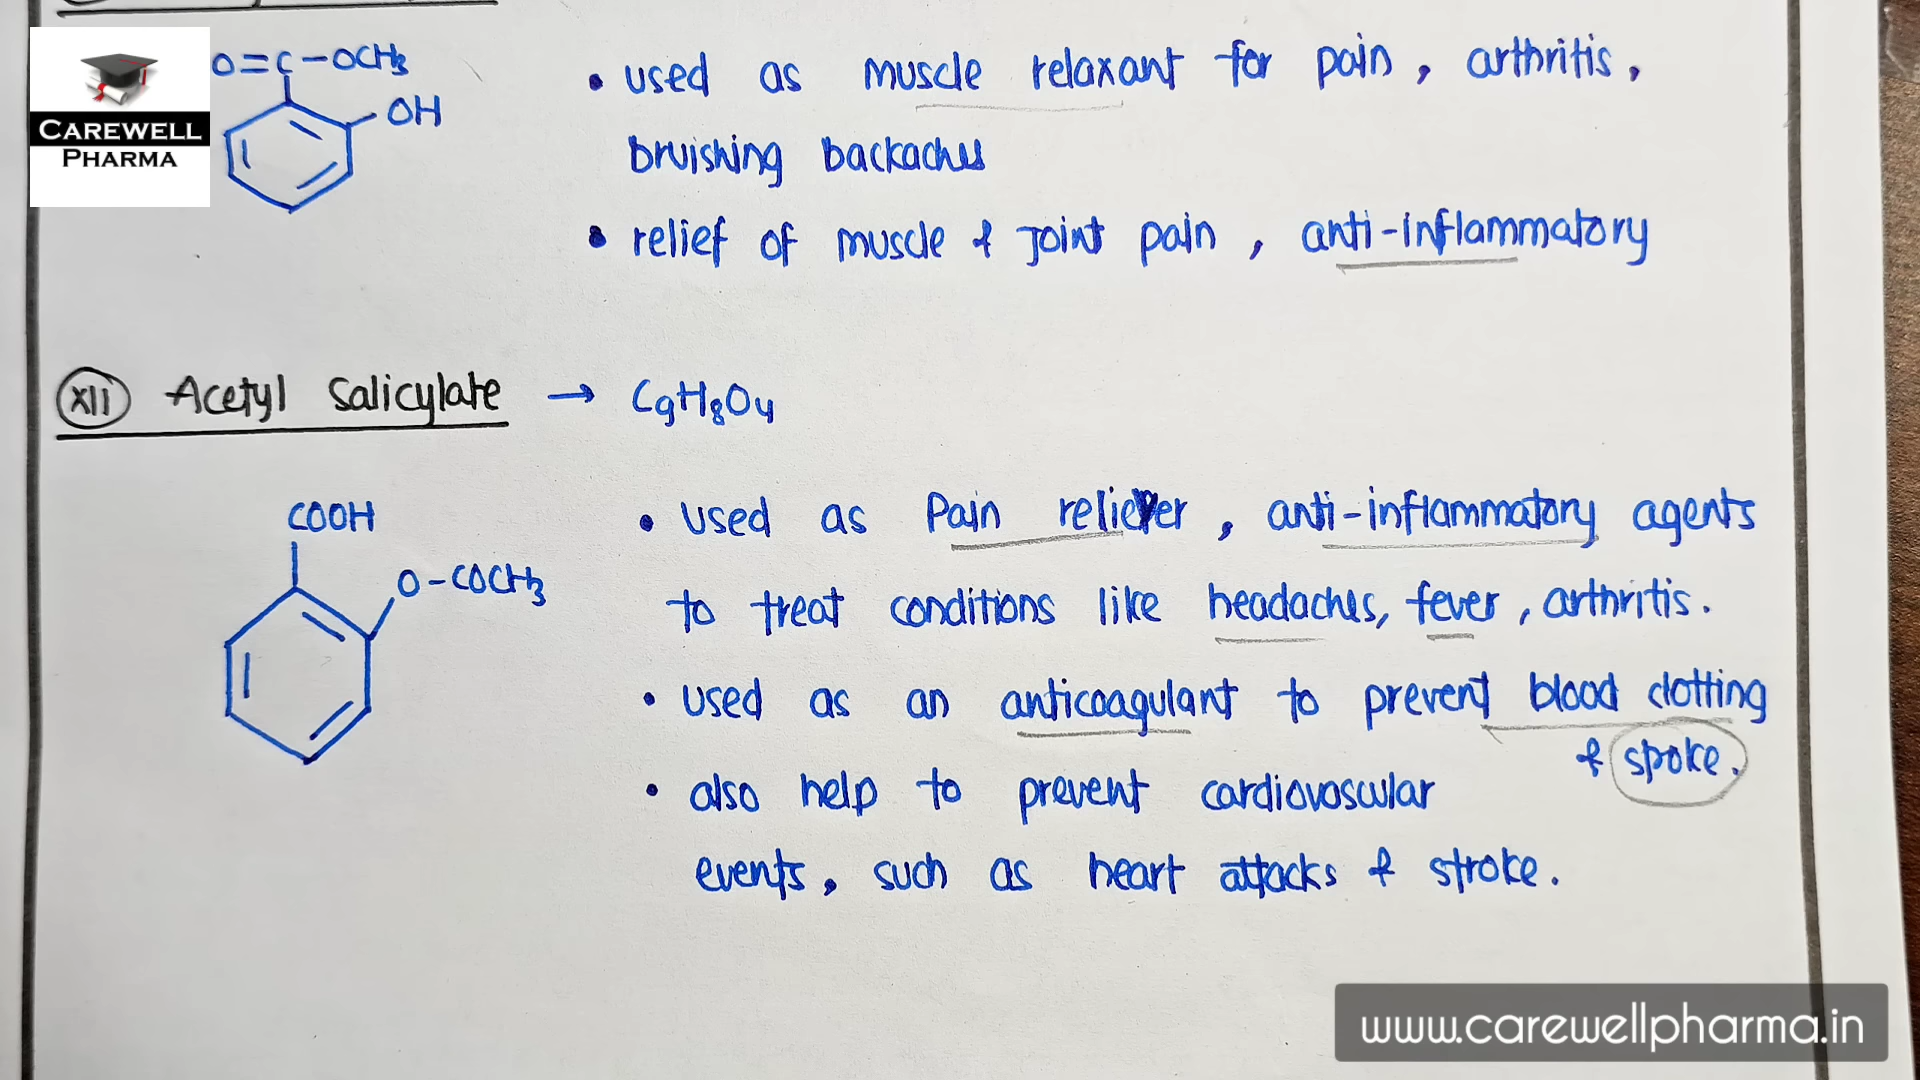 O=C-OCH3
OH
CAREWELL
PHARMA
• used as muscle relaxant for pain, arthritis,
bruishing backaches
• relief of muscle & joint pain, anti-inflammatory
XII Acetyl Salicylate → C9H8O4
COOH
O-COCH3
• used as Pain reliever, anti-inflammatory agents
to treat conditions like headaches, fever, arthritis.
• used as an anticoagulant to prevent blood clotting
& spoke.
• also help to prevent cardiovascular
events, such as heart attacks & stroke.
www.carewellpharma.in